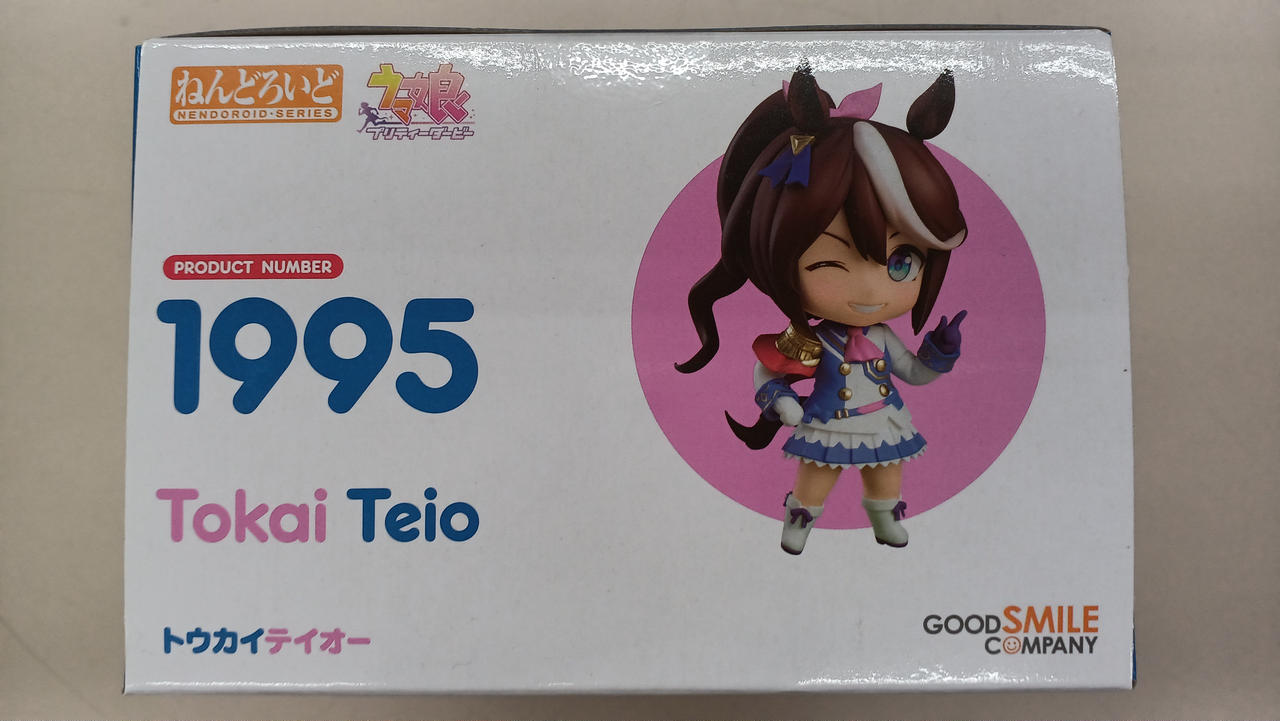 ねんどろいど
NENDOROID・SERIES
ウマ娘
プリティーダービー
PRODUCT NUMBER
1995
Tokai Teio
トウカイテイオー
GOOD SMILE
COMPANY